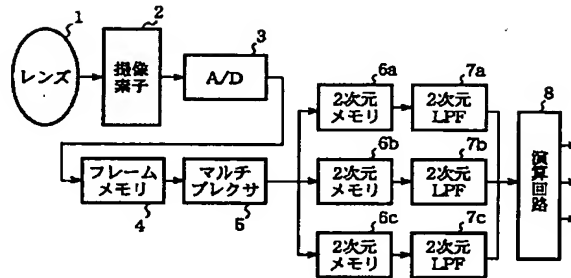 1
レンズ
2
撮像
素子
3
A/D
フレーム
メモリ
4
マルチ
プレクサ
5
6a
2次元
メモリ
7a
2次元
LPF
6b
2次元
メモリ
7b
2次元
LPF
6c
2次元
メモリ
7c
2次元
LPF
8
演算回路